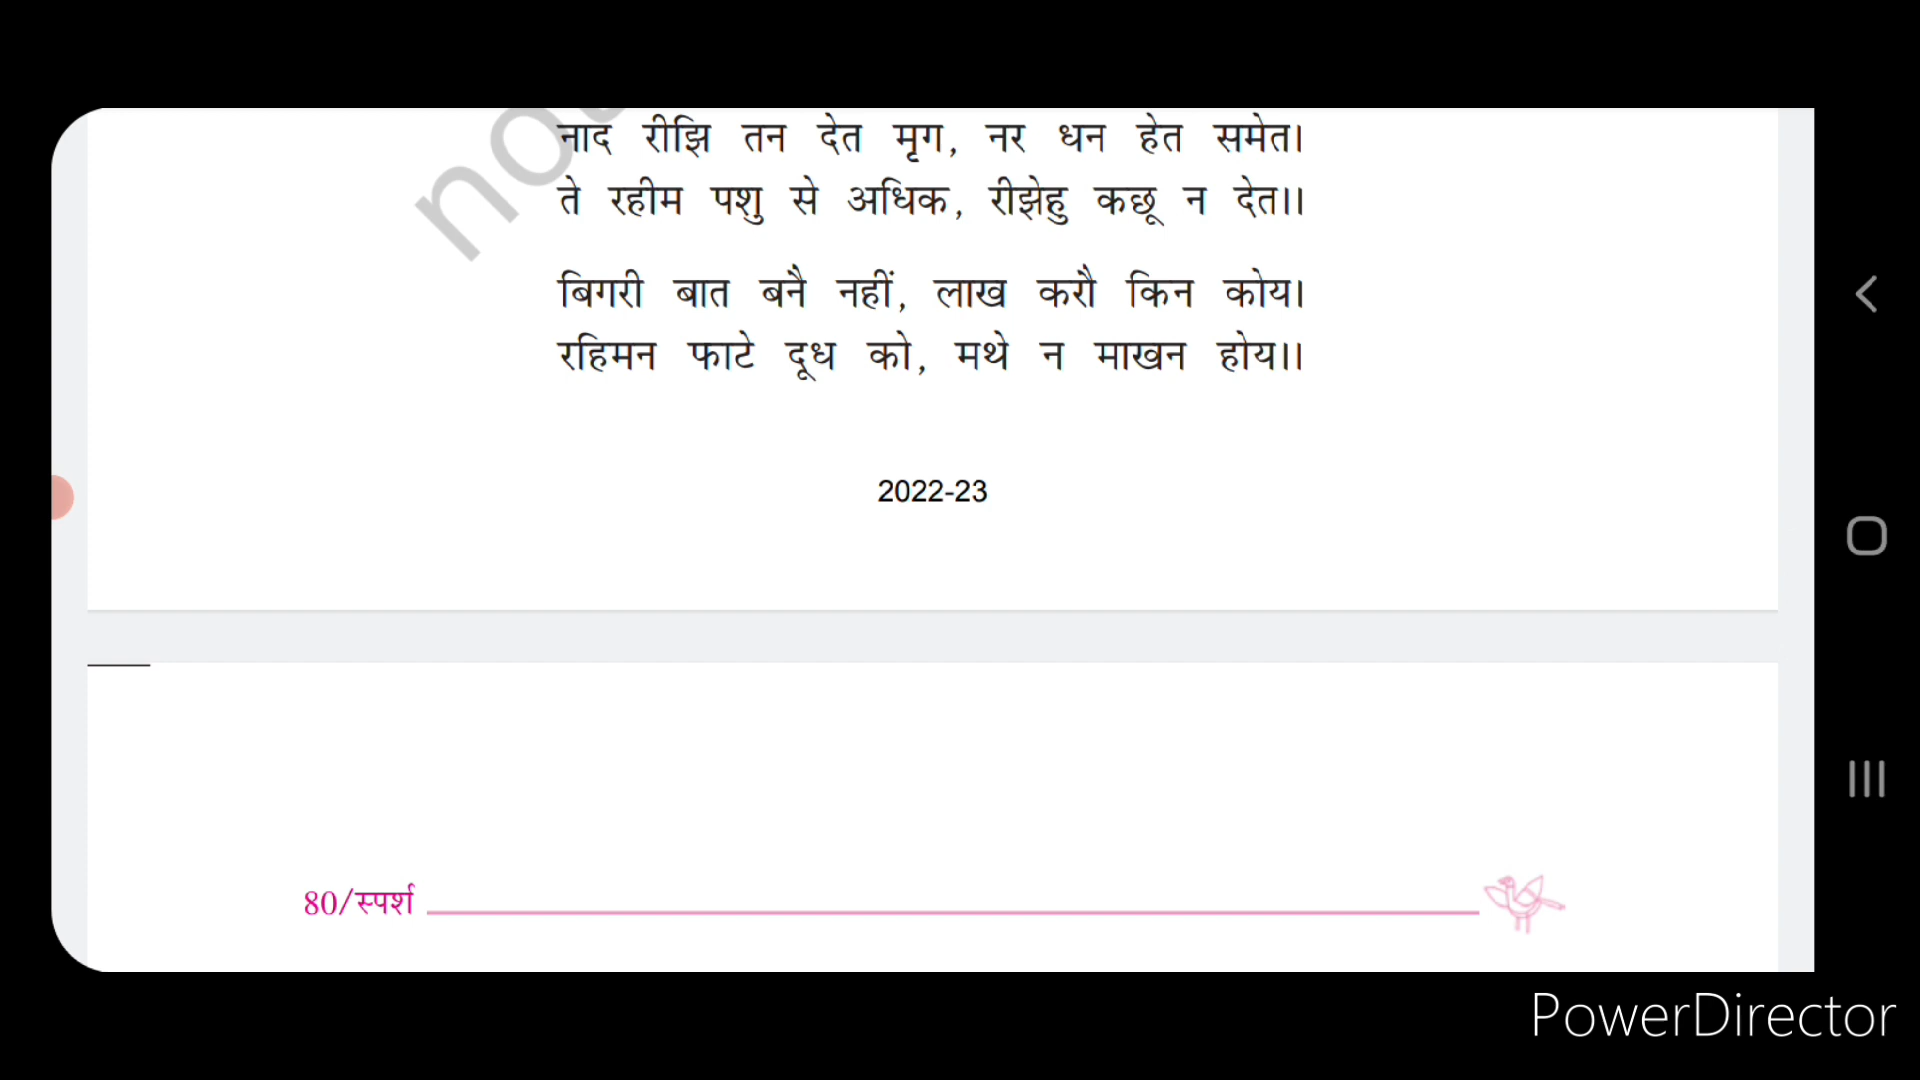 नाद रीझि तन देत मृग, नर धन हेत समेत।
ते रहीम पशु से अधिक, रीझेहु कछू न देत।।
बिगरी बात बनै नहीं, लाख करौ किन कोय।
रहिमन फाटे दूध को, मथे न माखन होय।।
2022-23
80/स्पर्श
PowerDirector